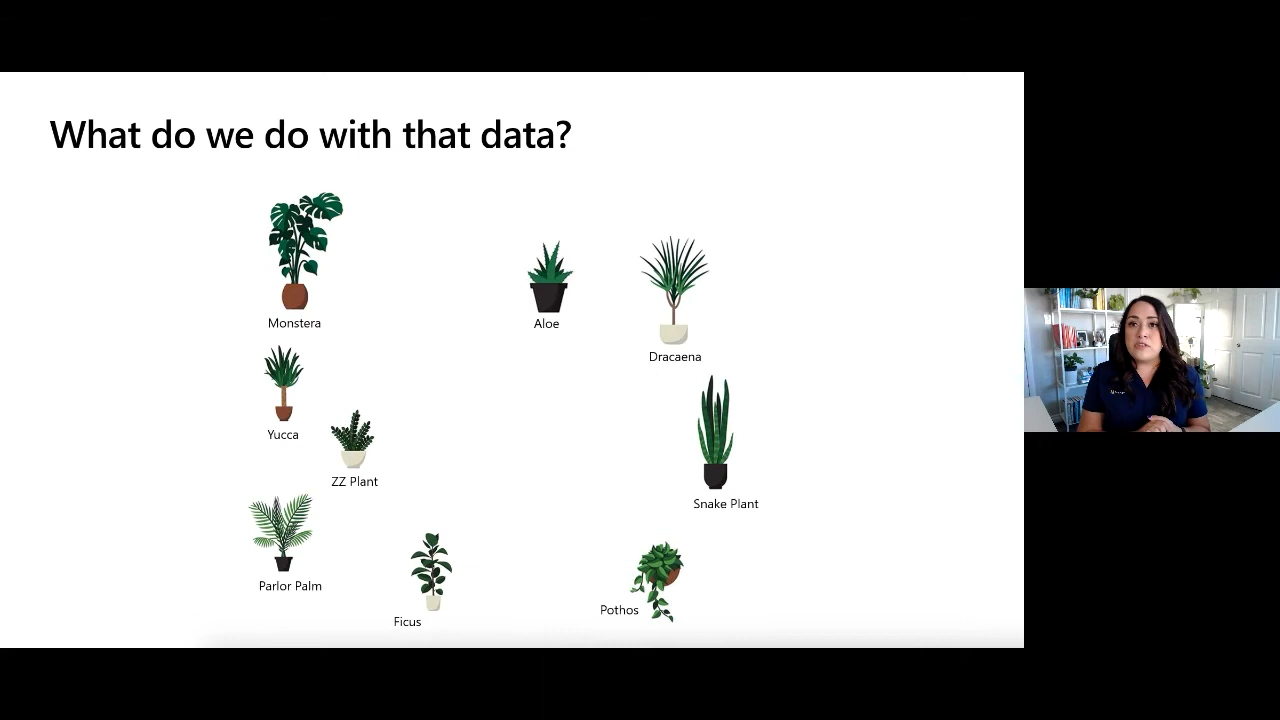 What do we do with that data?
Monstera
Aloe
Dracaena
Yucca
ZZ Plant
Snake Plant
Parlor Palm
Pothos
Ficus